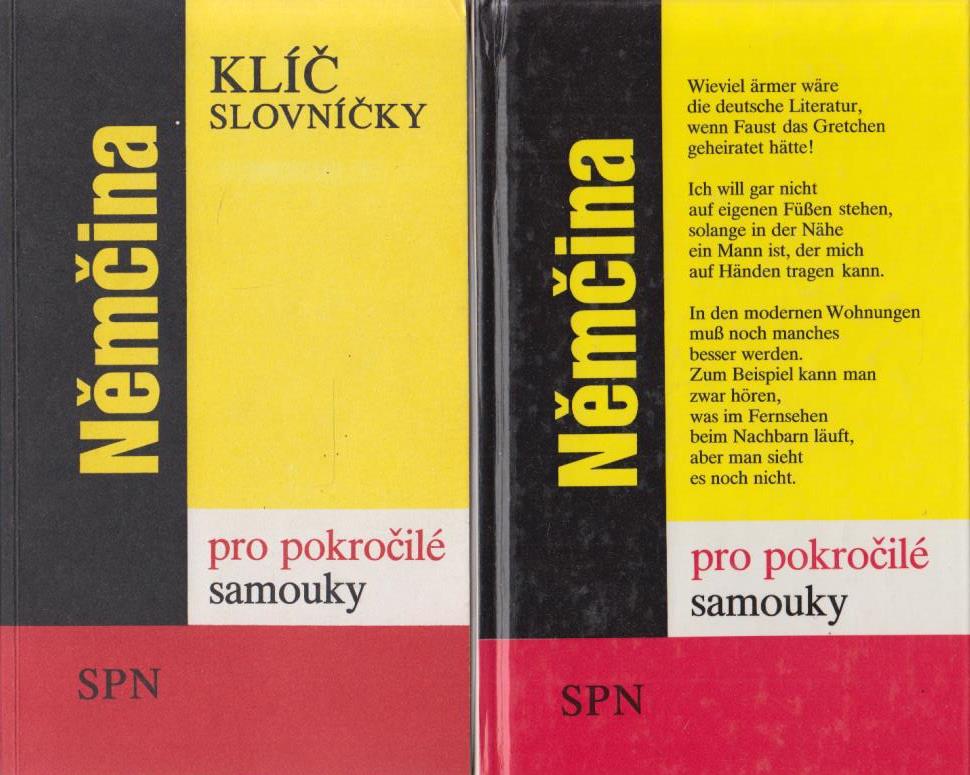 KLÍČ
SLOVNÍČKY
Němčina
pro pokročilé
samouky
SPN
Wieviel ärmer wäre
die deutsche Literatur,
wenn Faust das Gretchen
geheiratet hätte!
Ich will gar nicht
auf eigenen Füßen stehen,
solange in der Nähe
ein Mann ist, der mich
auf Händen tragen kann.
In den modernen Wohnungen
muß noch manches
besser werden.
Zum Beispiel kann man
zwar hören,
was im Fernsehen
beim Nachbarn läuft,
aber man sieht
es noch nicht.
Němčina
pro pokročilé
samouky
SPN